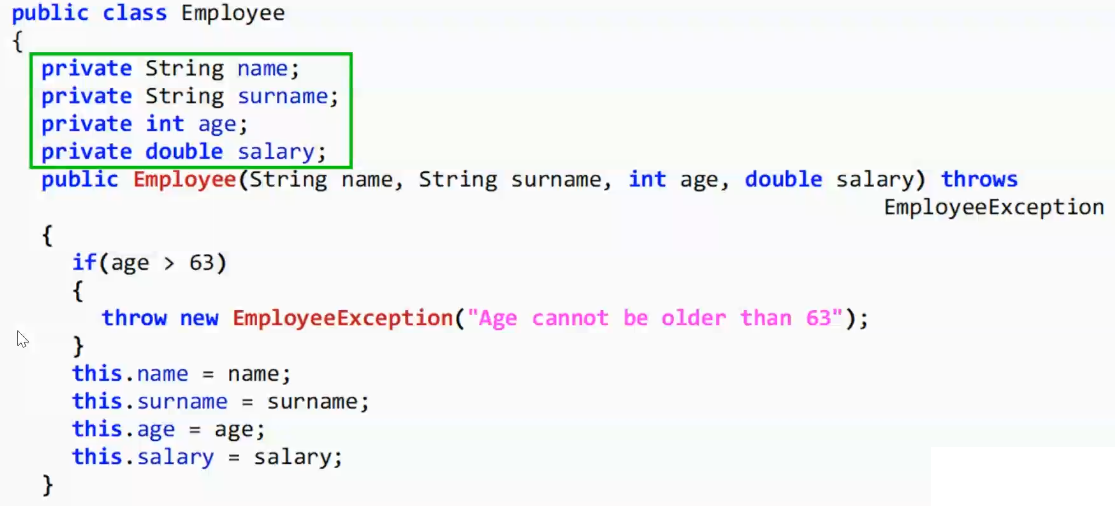 public class Employee
{
private String name;
private String surname;
private int age;
private double salary;
public Employee(String name, String surname, int age, double salary) throws
EmployeeException
{
if(age > 63)
{
throw new EmployeeException("Age cannot be older than 63");
}
this.name = name;
this.surname = surname;
this.age = age;
this.salary = salary;
}